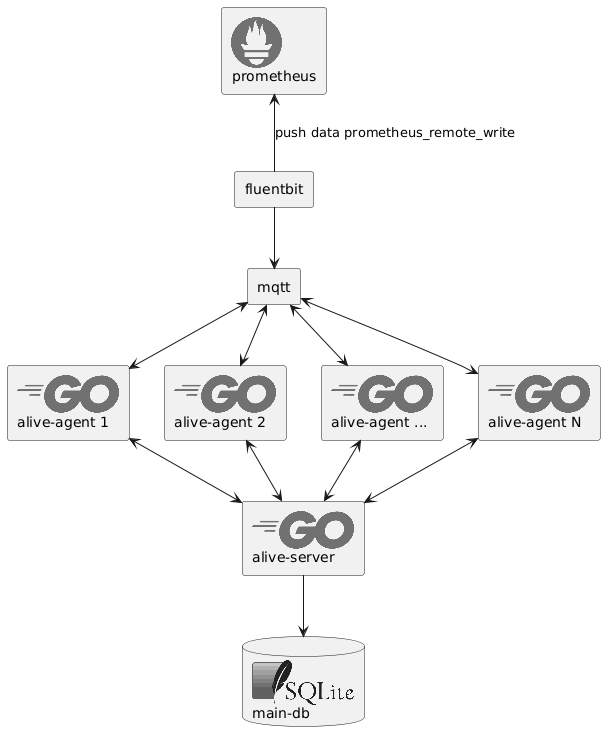 prometheus
push data prometheus_remote_write
fluentbit
mqtt
GO
alive-agent 1
GO
alive-agent 2
GO
alive-agent ...
GO
alive-agent N
GO
alive-server
SQLite
main-db